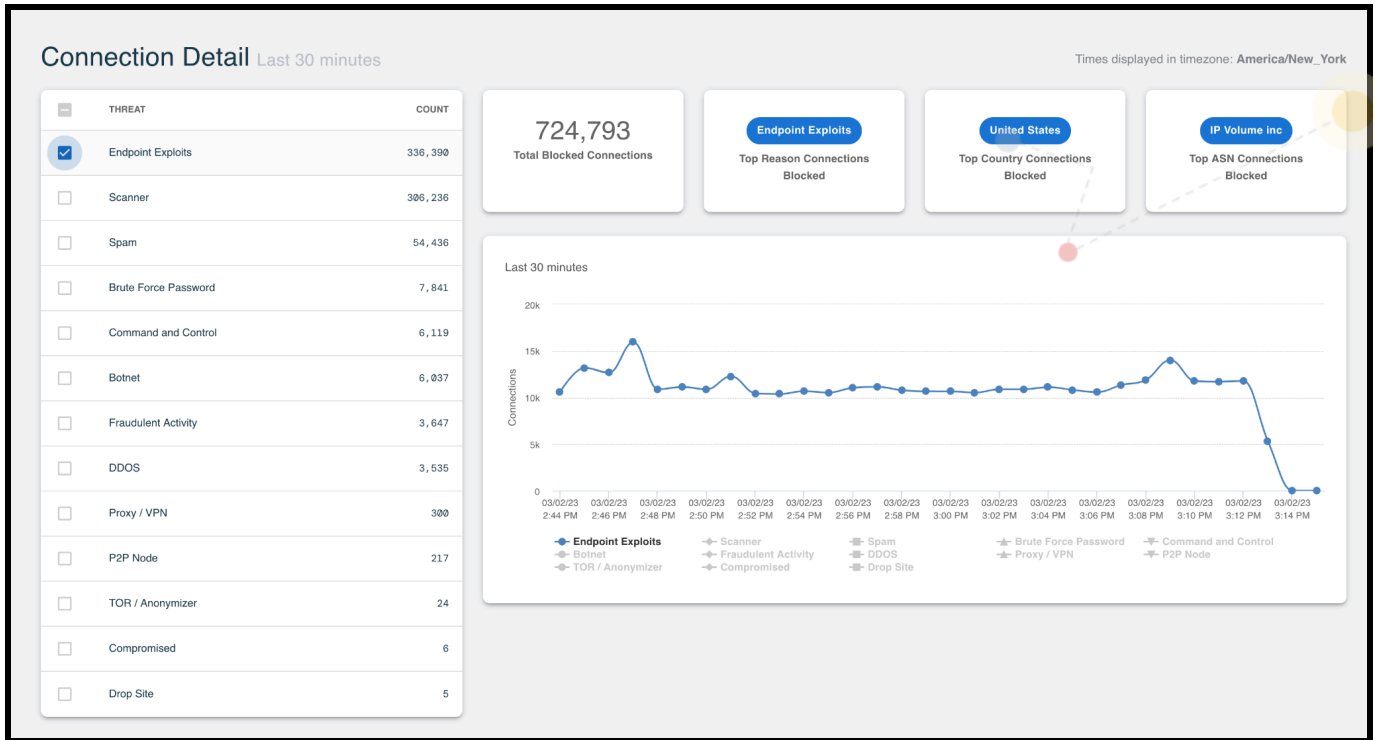 Connection Detail Last 30 minutes
Times displayed in timezone: America/New_York
THREAT COUNT
Endpoint Exploits 336,390
Scanner 306,236
Spam 54,436
Brute Force Password 7,841
Command and Control 6,119
Botnet 6,037
Fraudulent Activity 3,647
DDOS 3,535
Proxy / VPN 300
P2P Node 217
TOR / Anonymizer 24
Compromised 6
Drop Site 5
724,793
Total Blocked Connections
Endpoint Exploits
Top Reason Connections
Blocked
United States
Top Country Connections
Blocked
IP Volume inc
Top ASN Connections
Blocked
Last 30 minutes
Connections
20k
15k
10k
5k
0
03/02/23 03/02/23 03/02/23 03/02/23 03/02/23 03/02/23 03/02/23 03/02/23 03/02/23 03/02/23 03/02/23 03/02/23 03/02/23 03/02/23 03/02/23 03/02/23
2:44 PM 2:46 PM 2:48 PM 2:50 PM 2:52 PM 2:54 PM 2:56 PM 2:58 PM 3:00 PM 3:02 PM 3:04 PM 3:06 PM 3:08 PM 3:10 PM 3:12 PM 3:14 PM
Endpoint Exploits Scanner Spam Brute Force Password Command and Control
Botnet Fraudulent Activity DDOS Proxy / VPN P2P Node
TOR / Anonymizer Compromised Drop Site